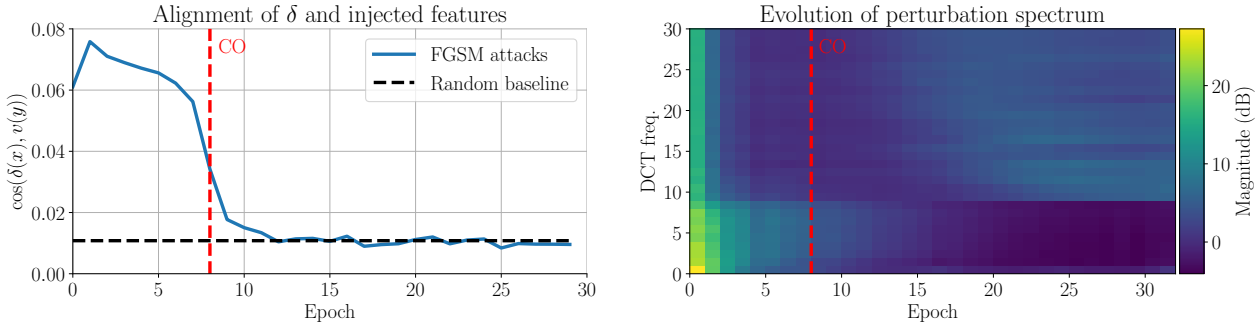 Alignment of δ and injected features
cos(δ(x), v(y))
0.08
0.06
0.04
0.02
0.00
CO
FGSM attacks
Random baseline
0 5 10 15 20 25 30
Epoch
Evolution of perturbation spectrum
DCT freq.
30
25
20
15
10
5
0
CO
0 5 10 15 20 25 30
Epoch
20
10
0
Magnitude (dB)